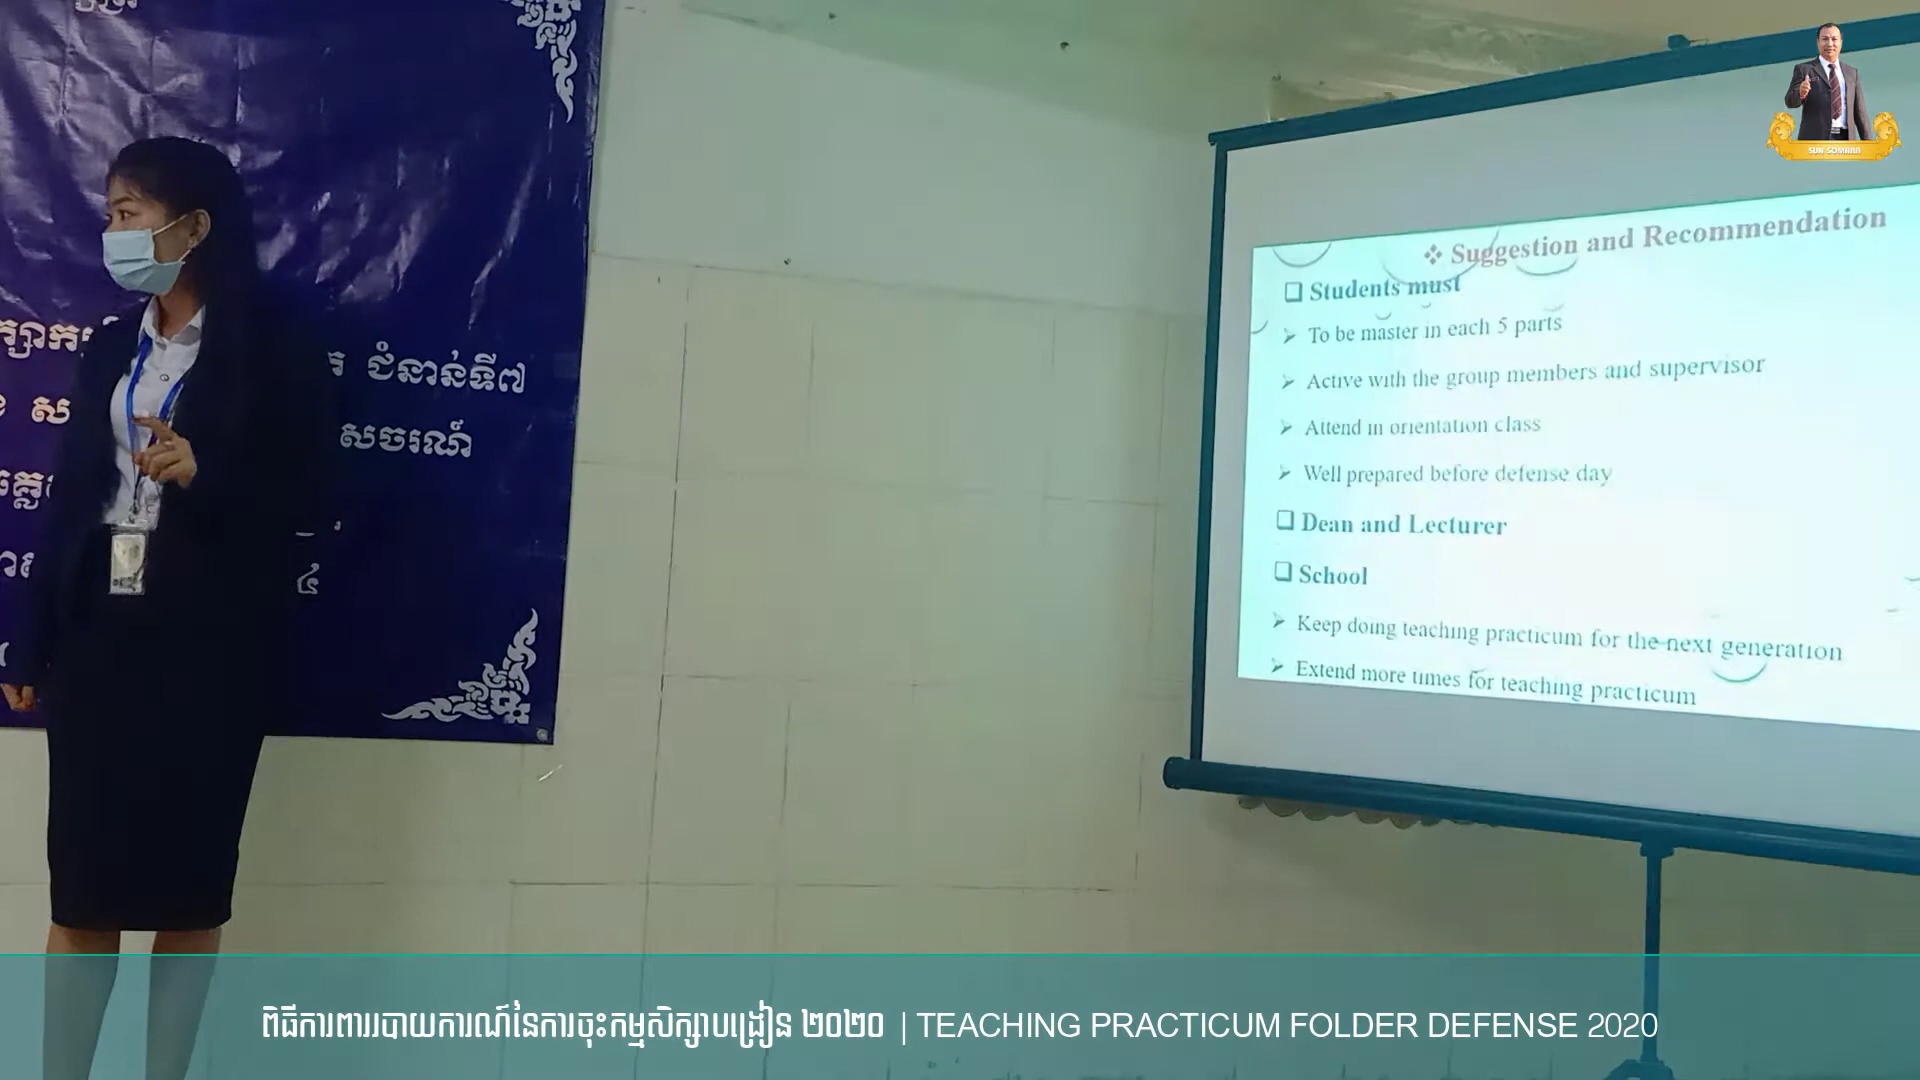 ជំនាន់ទី៧
សចរណ៍
SUN SOMARA
❖ Suggestion and Recommendation
❑ Students must
➢ To be master in each 5 parts
➢ Active with the group members and supervisor
➢ Attend in orientation class
➢ Well prepared before defense day
❑ Dean and Lecturer
❑ School
➢ Keep doing teaching practicum for the next generation
➢ Extend more times for teaching practicum
ពិធីការពាររបាយការណ៍នៃការចុះកម្មសិក្សាបង្រៀន ២០២០ | TEACHING PRACTICUM FOLDER DEFENSE 2020